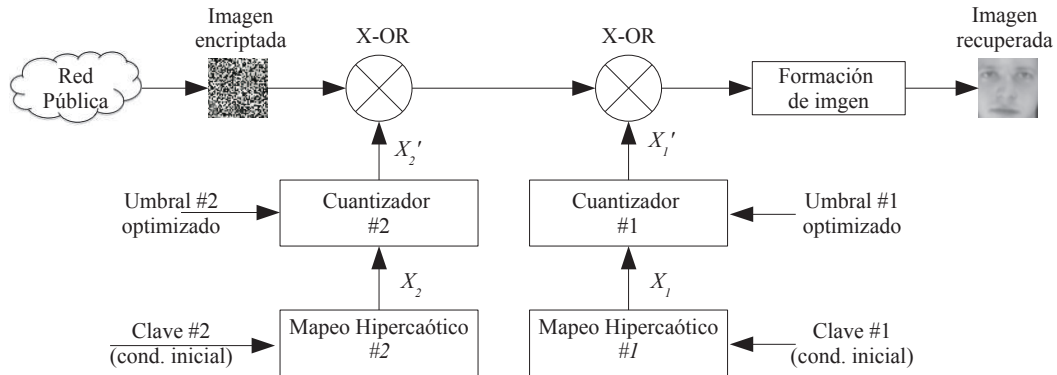 Imagen
encriptada
X-OR
X-OR
Imagen
recuperada
Red
Pública
Formación
de imgen
X₂'
X₁'
Umbral #2
optimizado
Cuantizador
#2
Cuantizador
#1
Umbral #1
optimizado
X₂
X₁
Clave #2
(cond. inicial)
Mapeo Hipercaótico
#2
Mapeo Hipercaótico
#1
Clave #1
(cond. inicial)